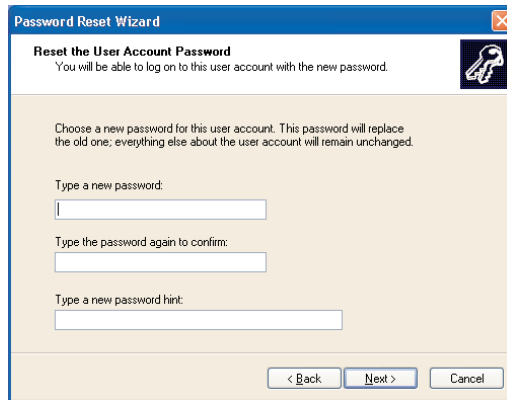 Password Reset Wizard
Reset the User Account Password
You will be able to log on to this user account with the new password.
Choose a new password for this user account. This password will replace
the old one; everything else about the user account will remain unchanged.
Type a new password:
Type the password again to confirm:
Type a new password hint:
< Back
Next >
Cancel